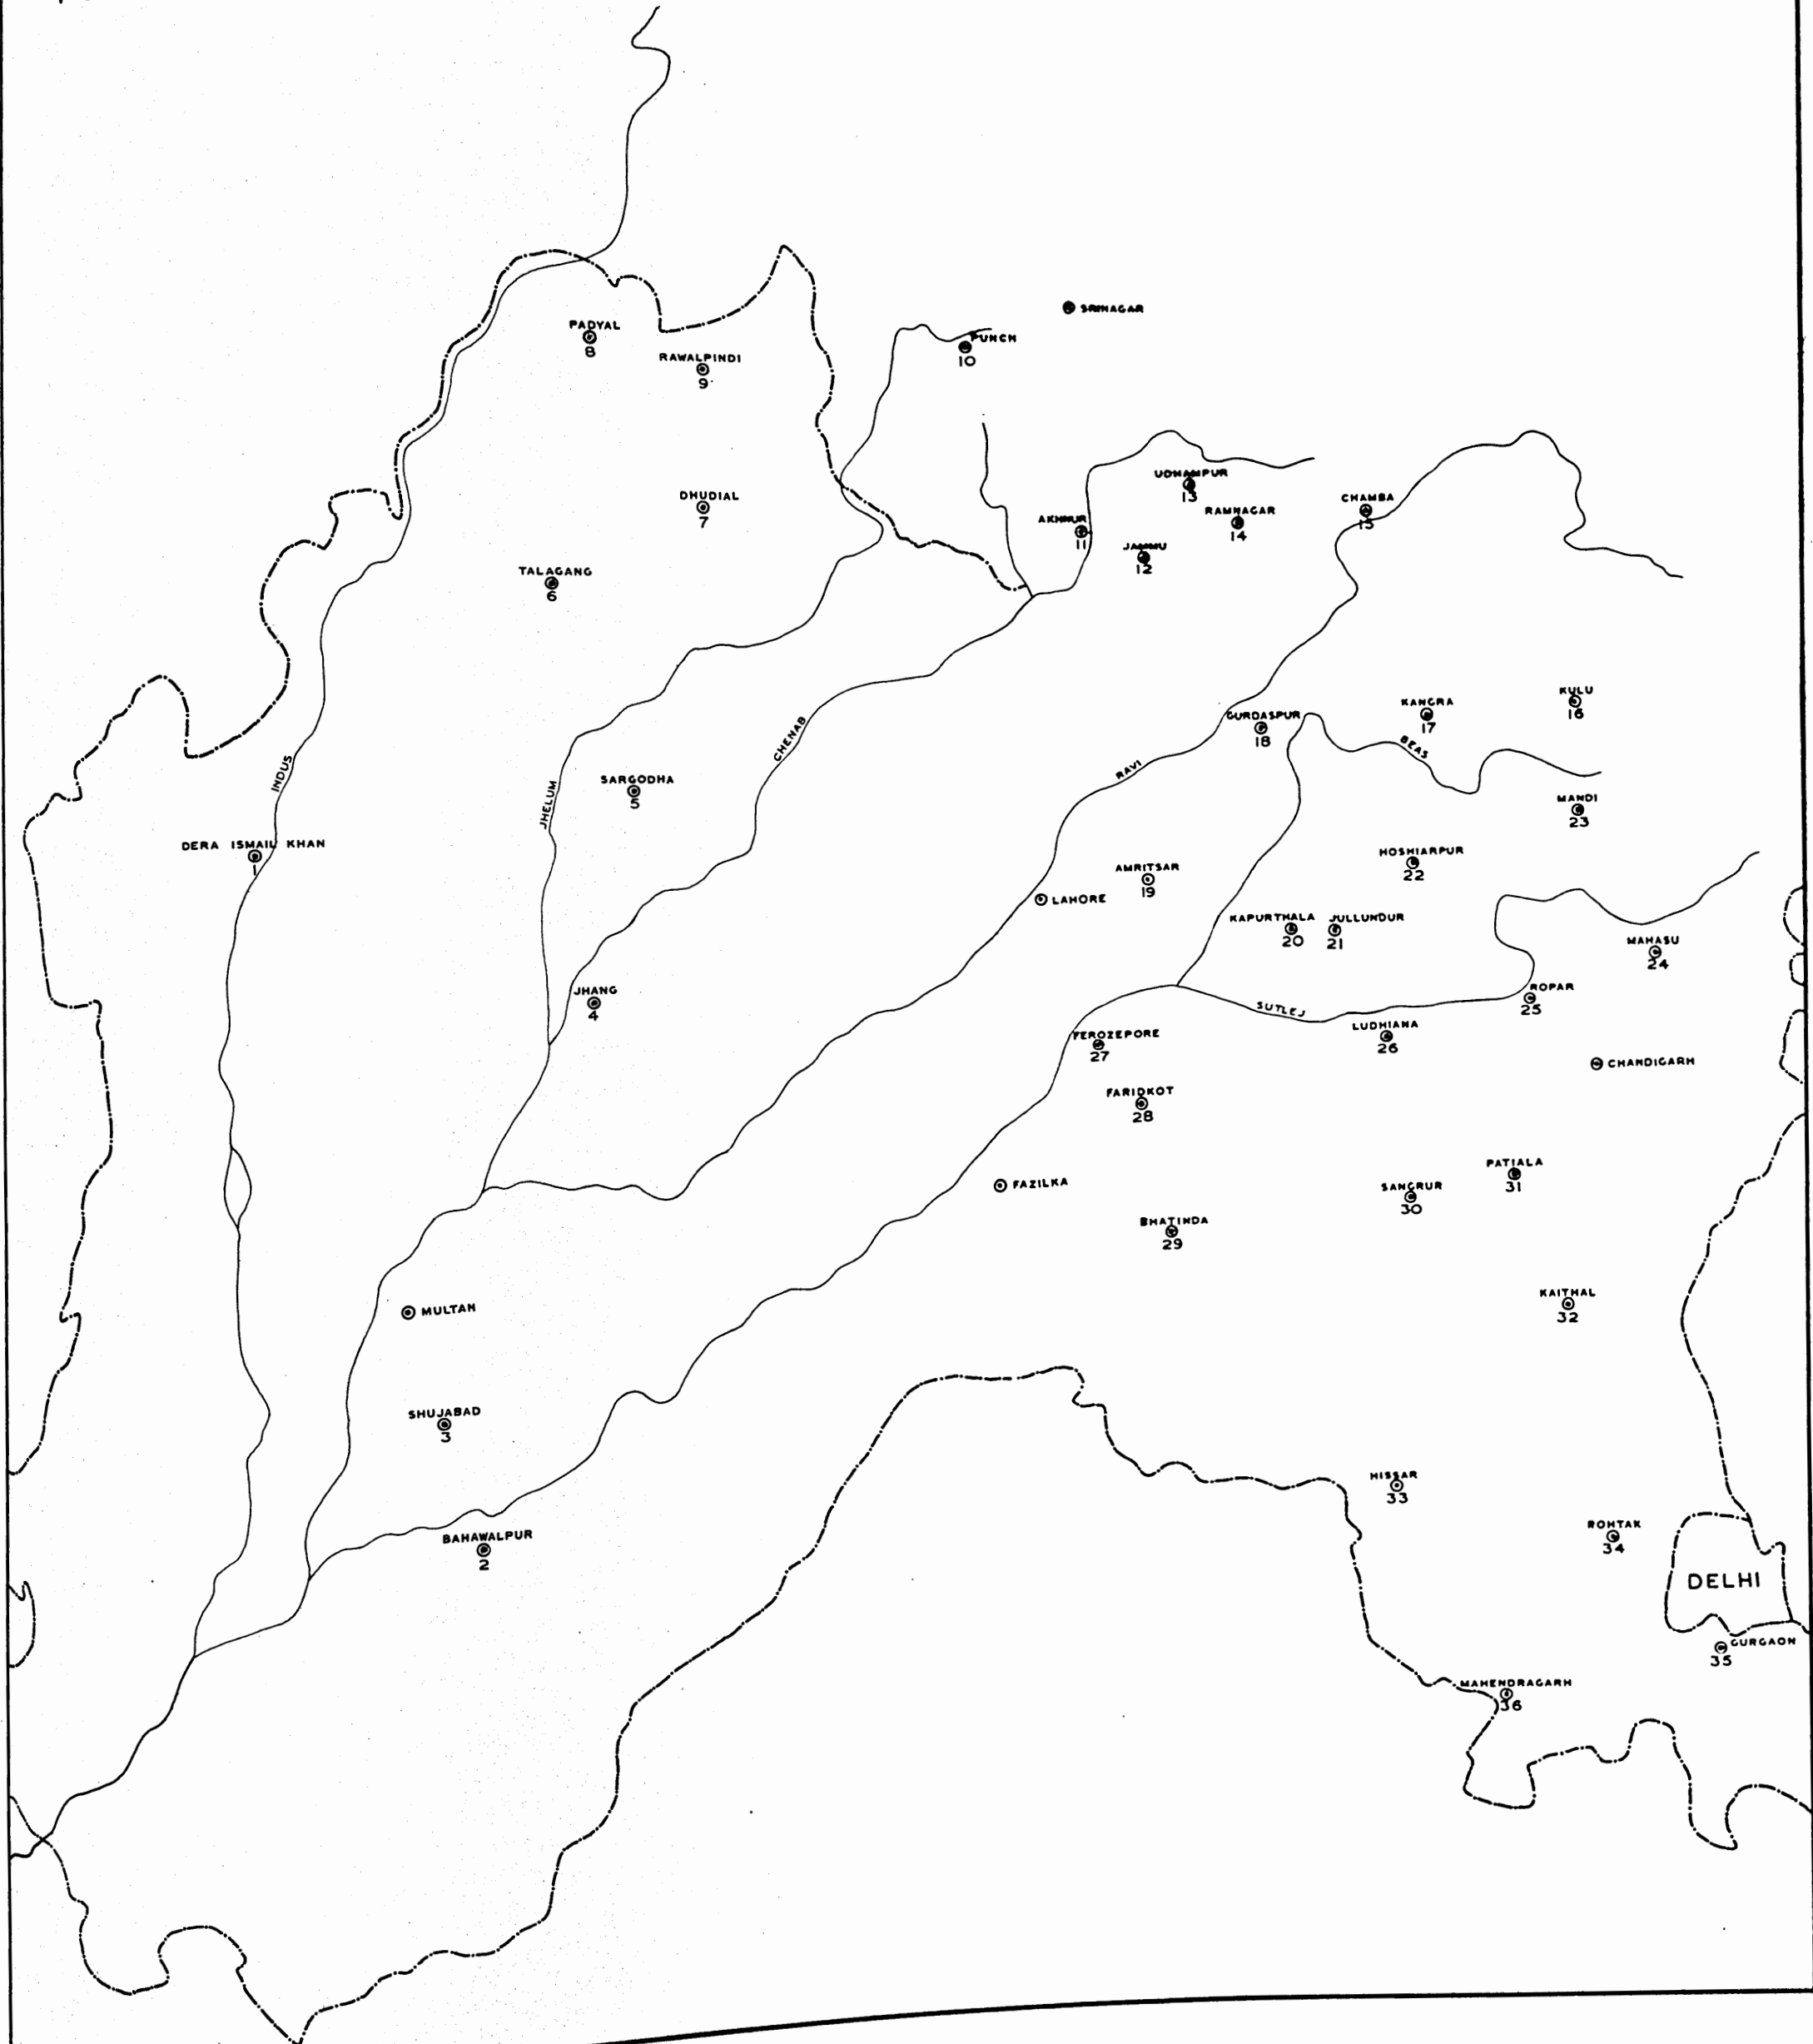 SRINAGAR
PADYAL
8
PUNCH
10
RAWALPINDI
9
UDHAMPUR
13
DHUDIAL
7
CHAMBA
15
RAMNAGAR
14
AKHNUR
11
JAMMU
12
TALAGANG
6
KULU
16
KANGRA
17
GURDASPUR
18
BEAS
CHENAB
RAVI
INDUS
SARGODHA
5
JHELUM
MANDI
23
DERA ISMAIL KHAN
1
HOSHIARPUR
22
AMRITSAR
19
LAHORE
KAPURTHALA
20
JULLUNDUR
21
MAHASU
24
JHANG
4
ROPAR
25
SUTLEJ
LUDHIANA
26
FEROZEPORE
27
CHANDIGARH
FARIDKOT
28
PATIALA
31
FAZILKA
SANGRUR
30
BHATINDA
29
KAITHAL
32
MULTAN
SHUJABAD
3
HISSAR
33
ROHTAK
34
BAHAWALPUR
2
DELHI
GURGAON
35
MAHENDRAGARH
36